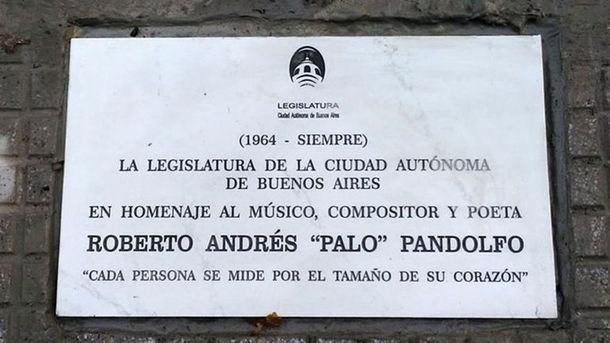 LEGISLATURA
Ciudad Autónoma de Buenos Aires
(1964 - SIEMPRE)
LA LEGISLATURA DE LA CIUDAD AUTÓNOMA
DE BUENOS AIRES
EN HOMENAJE AL MÚSICO, COMPOSITOR Y POETA
ROBERTO ANDRÉS “PALO” PANDOLFO
“CADA PERSONA SE MIDE POR EL TAMAÑO DE SU CORAZÓN”